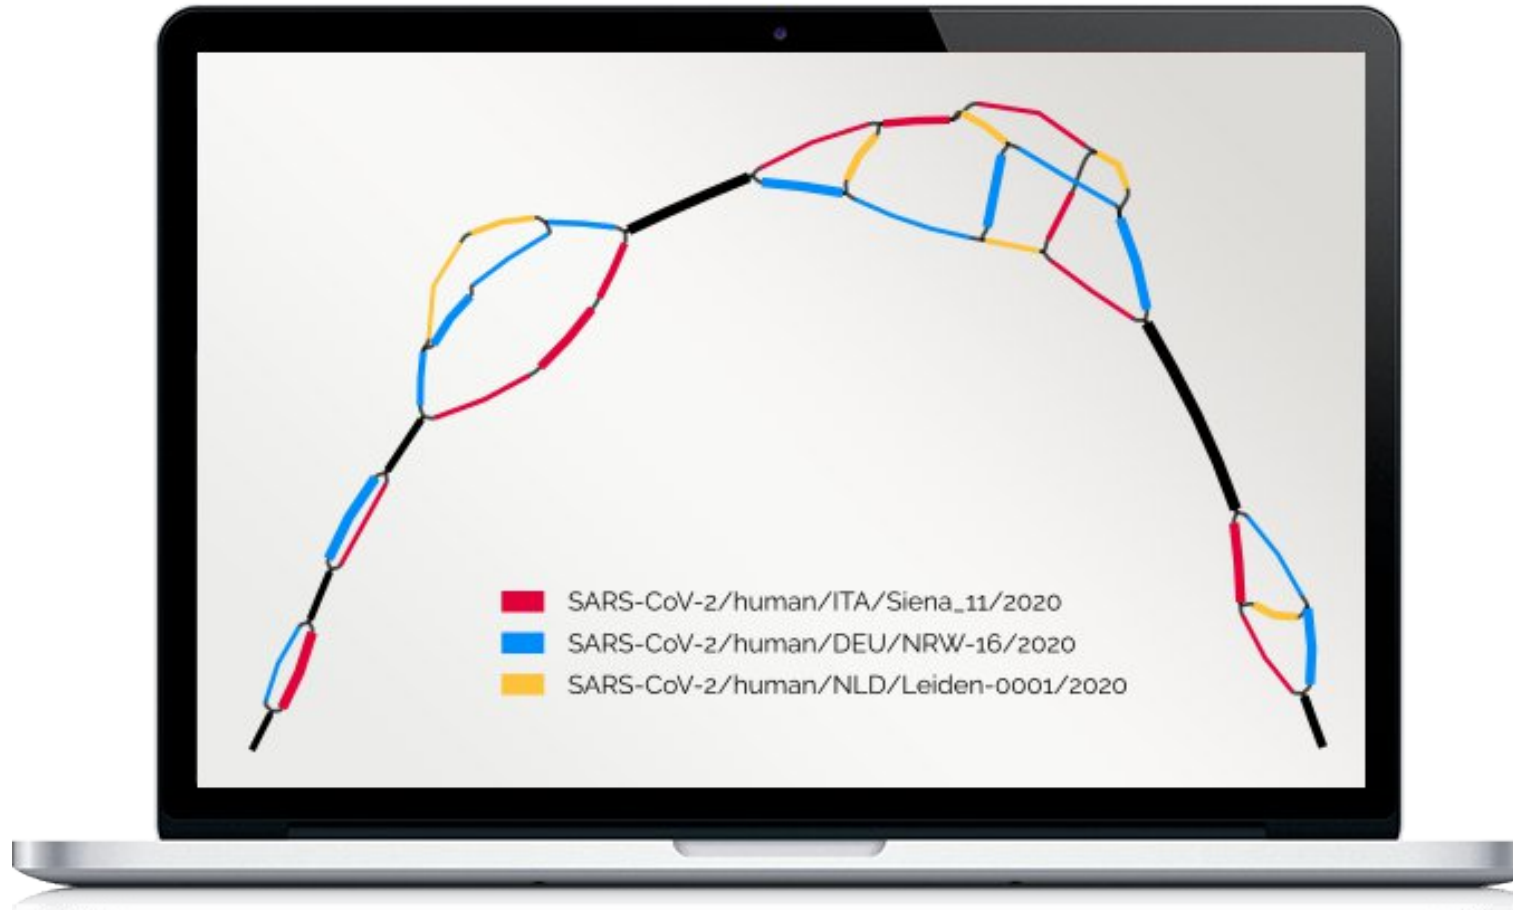 SARS-CoV-2/human/ITA/Siena_11/2020
SARS-CoV-2/human/DEU/NRW-16/2020
SARS-CoV-2/human/NLD/Leiden-0001/2020